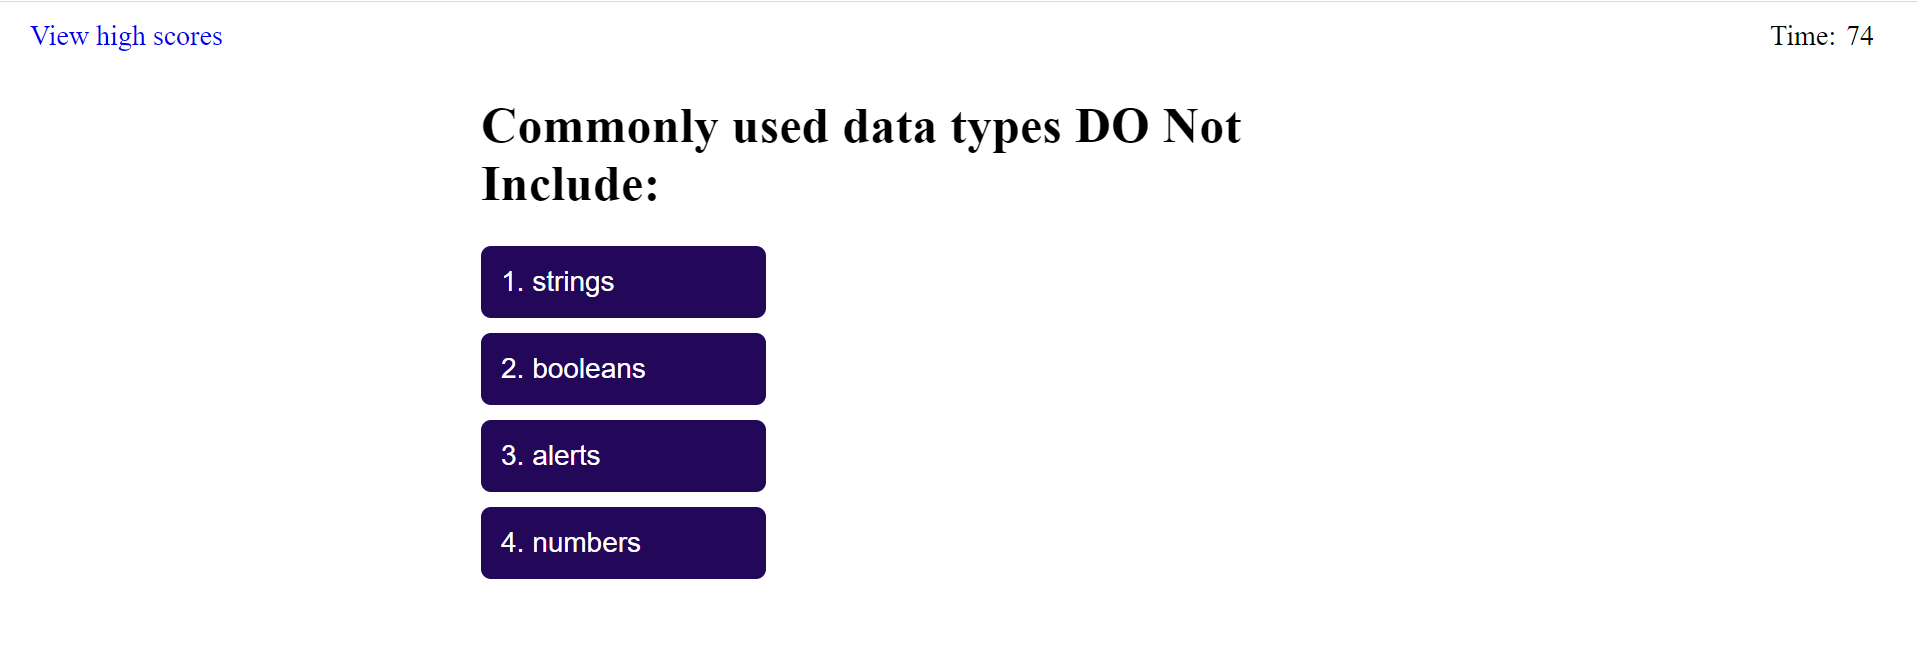 View high scores
Time: 74
Commonly used data types DO Not
Include:
1. strings
2. booleans
3. alerts
4. numbers